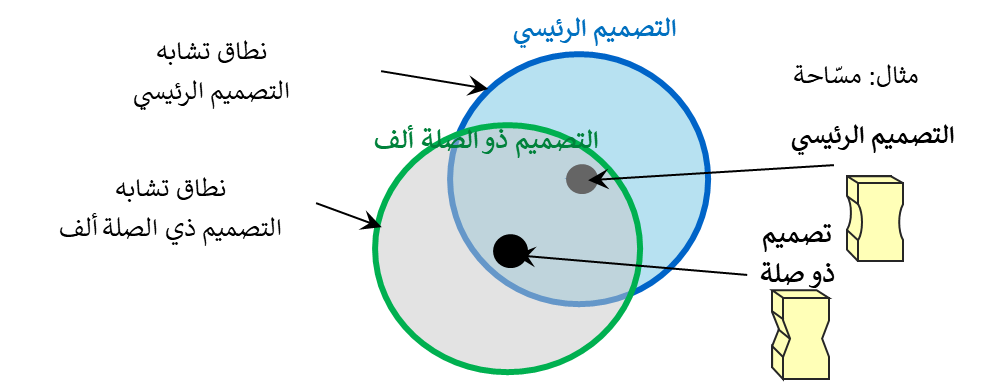 التصميم الرئيسي
نطاق تشابه
التصميم الرئيسي
مثال: مسّاحة
التصميم الرئيسي
التصميم ذو الصلة ألف
نطاق تشابه
التصميم ذي الصلة ألف
تصميم
ذو صلة